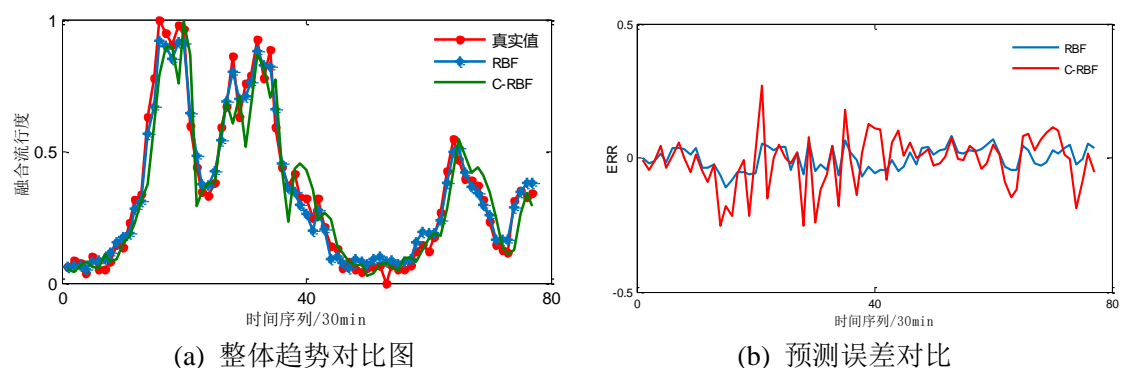 1
0.5
0
0
40
80
融合流行度
时间序列/30min
真实值
RBF
C-RBF
(a) 整体趋势对比图
0.5
0
-0.5
0
40
80
ERR
时间序列/30min
RBF
C-RBF
(b) 预测误差对比